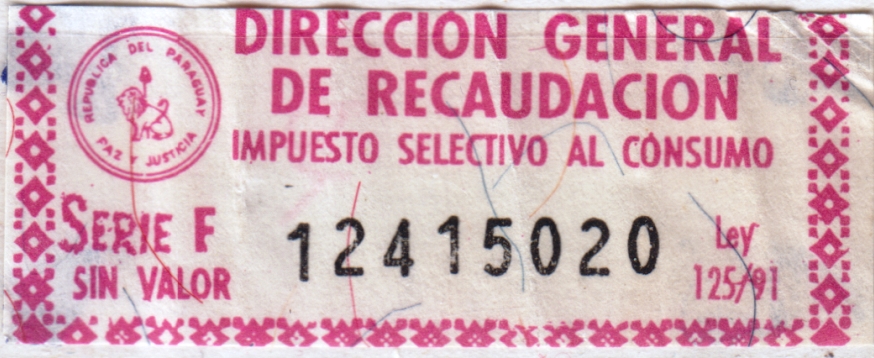 DIRECCION GENERAL
DE RECAUDACION
IMPUESTO SELECTIVO AL CONSUMO
REPUBLICA DEL PARAGUAY
PAZ Y JUSTICIA
SERIE F
12415020
Ley
SIN VALOR
125/91